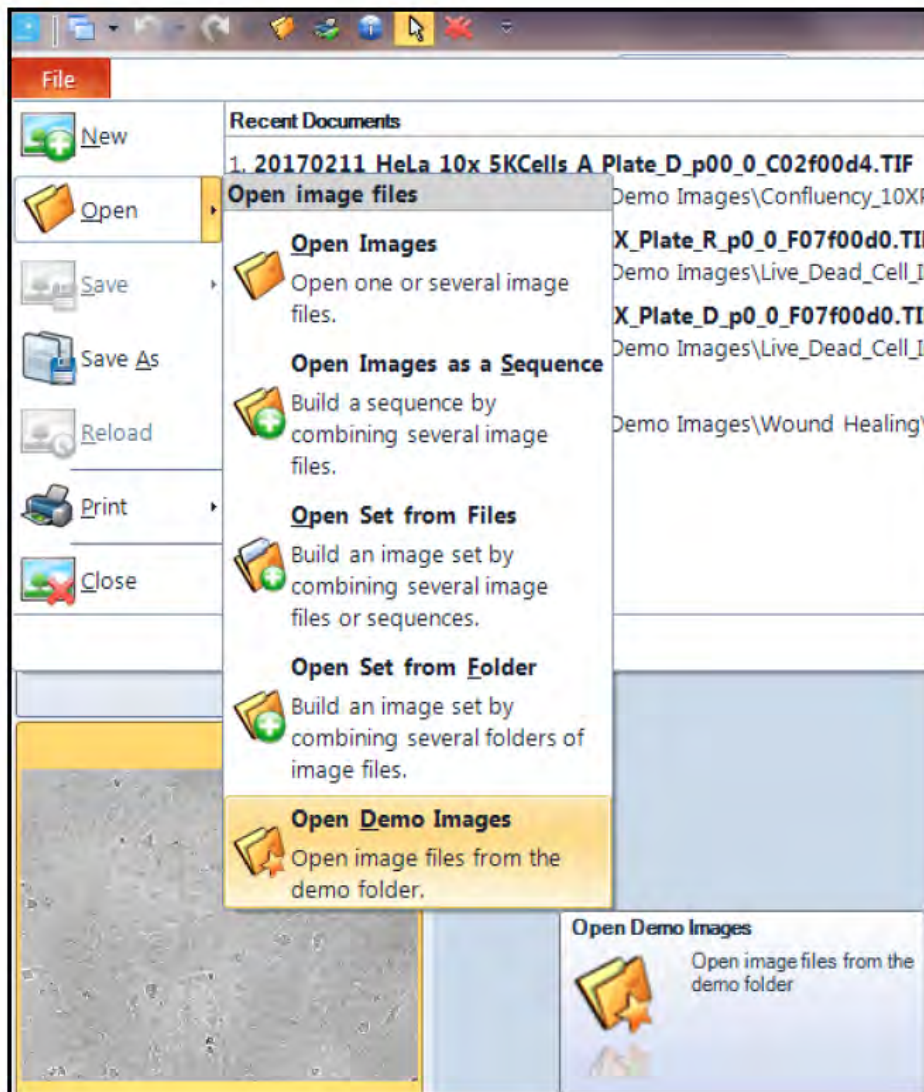 File
New
Open
Save
Save As
Reload
Print
Close
Recent Documents
1. 20170211 HeLa 10x 5KCells A Plate_D_p00_0_C02f00d4.TIF
Demo Images\Confluency_10X
X_Plate_R_p0_0_F07f00d0.TI
Demo Images\Live_Dead_Cell_I
X_Plate_D_p0_0_F07f00d0.TI
Demo Images\Live_Dead_Cell_I
Demo Images\Wound Healing\
Open image files
Open Images
Open one or several image
files.
Open Images as a Sequence
Build a sequence by
combining several image
files.
Open Set from Files
Build an image set by
combining several image
files or sequences.
Open Set from Folder
Build an image set by
combining several folders of
image files.
Open Demo Images
Open image files from the
demo folder.
Open Demo Images
Open image files from the
demo folder